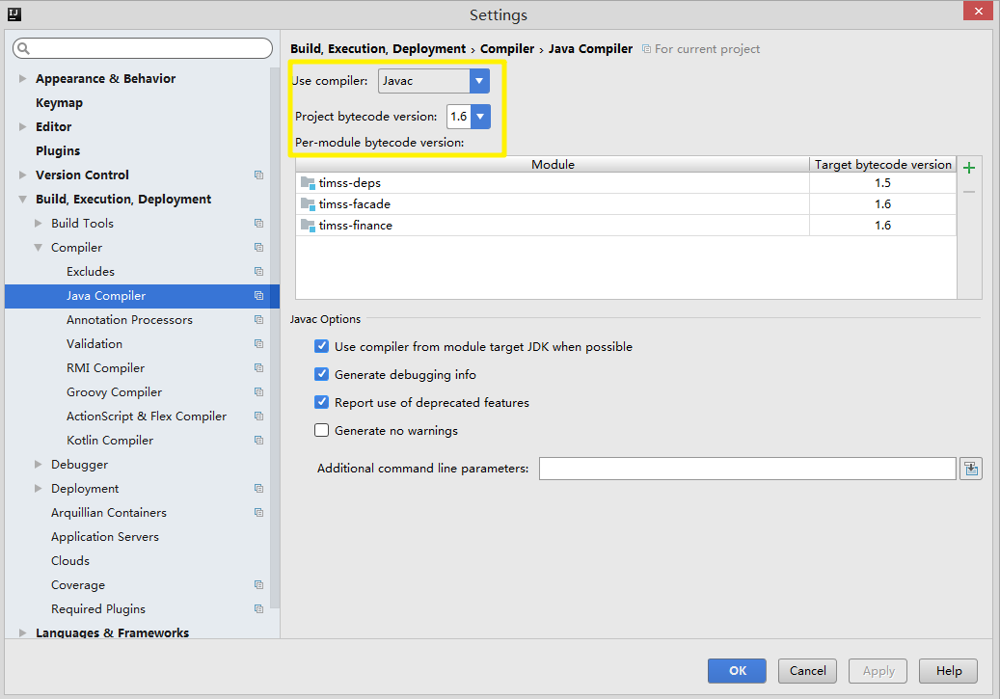 Settings
Appearance & Behavior
Keymap
Editor
Plugins
Version Control
Build, Execution, Deployment
Build Tools
Compiler
Excludes
Java Compiler
Annotation Processors
Validation
RMI Compiler
Groovy Compiler
ActionScript & Flex Compiler
Kotlin Compiler
Debugger
Deployment
Arquillian Containers
Application Servers
Clouds
Coverage
Required Plugins
Languages & Frameworks
Build, Execution, Deployment › Compiler › Java Compiler For current project
Use compiler: Javac
Project bytecode version: 1.6
Per-module bytecode version:
Module Target bytecode version
timss-deps 1.5
timss-facade 1.6
timss-finance 1.6
Javac Options
Use compiler from module target JDK when possible
Generate debugging info
Report use of deprecated features
Generate no warnings
Additional command line parameters:
OK Cancel Apply Help